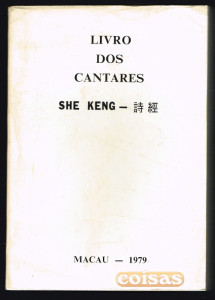 LIVRO
DOS
CANTARES
SHE KENG — 詩經
MACAU — 1979
coisas